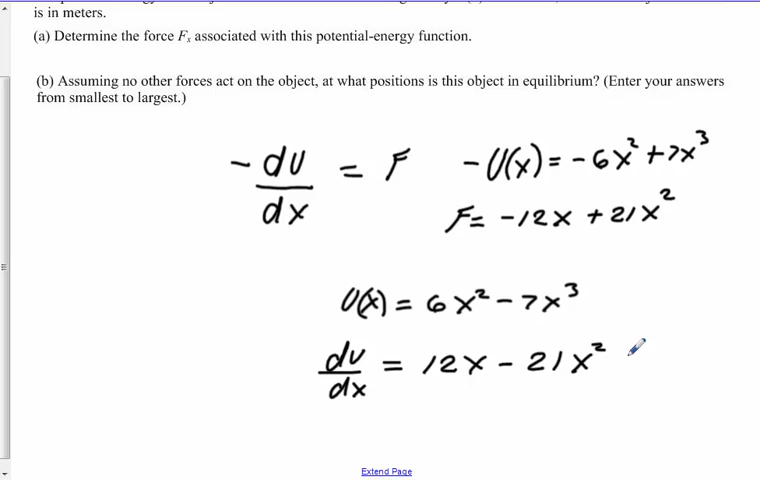 is in meters.
(a) Determine the force Fₓ associated with this potential-energy function.
(b) Assuming no other forces act on the object, at what positions is this object in equilibrium? (Enter your answers
from smallest to largest.)
- dU/dx = F
-U(x) = -6x² + 7x³
F = -12x + 21x²
U(x) = 6x² - 7x³
dU/dx = 12x - 21x²
Extend Page